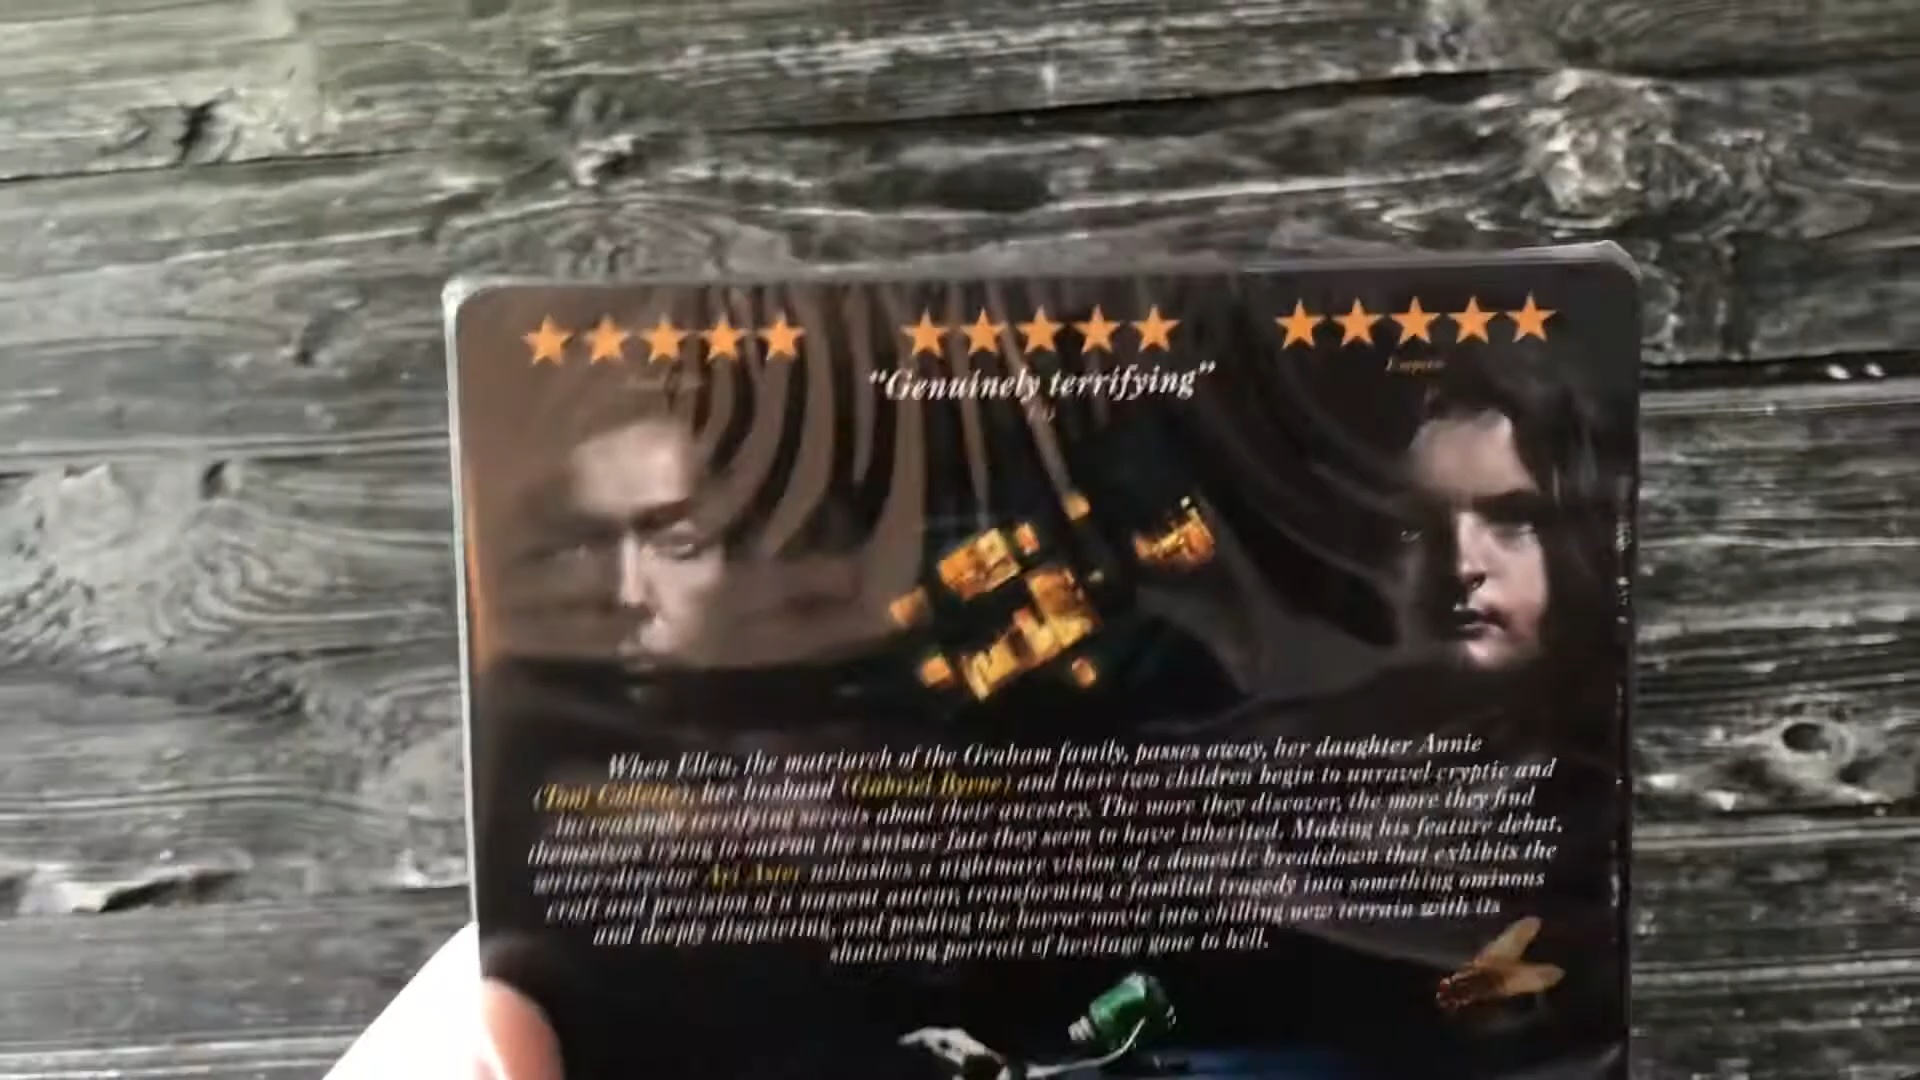 "Genuinely terrifying"
Empire
When Ellen, the matriarch of the Graham family, passes away, her daughter Annie
(Toni Collette), her husband (Gabriel Byrne) and their two children begin to unravel cryptic and
increasingly terrifying secrets about their ancestry. The more they discover, the more they find
themselves trying to outrun the sinister fate they seem to have inherited. Making his feature debut,
writer-director Ari Aster unleashes a nightmare vision of a domestic breakdown that exhibits the
craft and precision of a nascent auteur, transforming a familial tragedy into something ominous
and deeply disquieting, and pushing the horror movie into chilling new terrain with its
shattering portrait of heritage gone to hell.